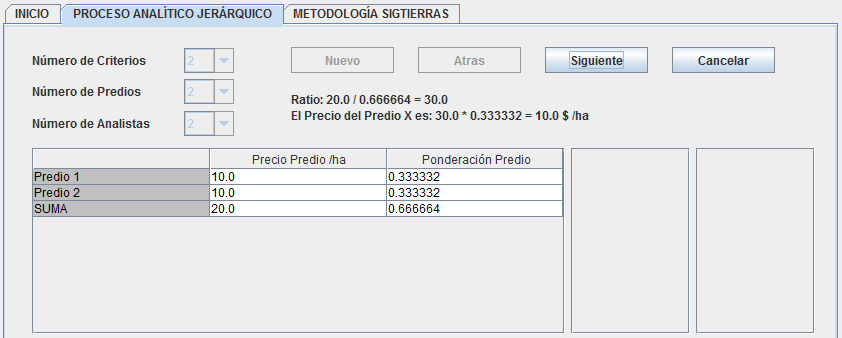 INICIO PROCESO ANALÍTICO JERÁRQUICO METODOLOGÍA SIGTIERRAS
Número de Criterios 2 Nuevo Atras Siguiente Cancelar
Número de Predios 2
Ratio: 20.0 / 0.666664 = 30.0
El Precio del Predio X es: 30.0 * 0.333332 = 10.0 $ /ha
Número de Analistas 2
Precio Predio /ha Ponderación Predio
Predio 1 10.0 0.333332
Predio 2 10.0 0.333332
SUMA 20.0 0.666664